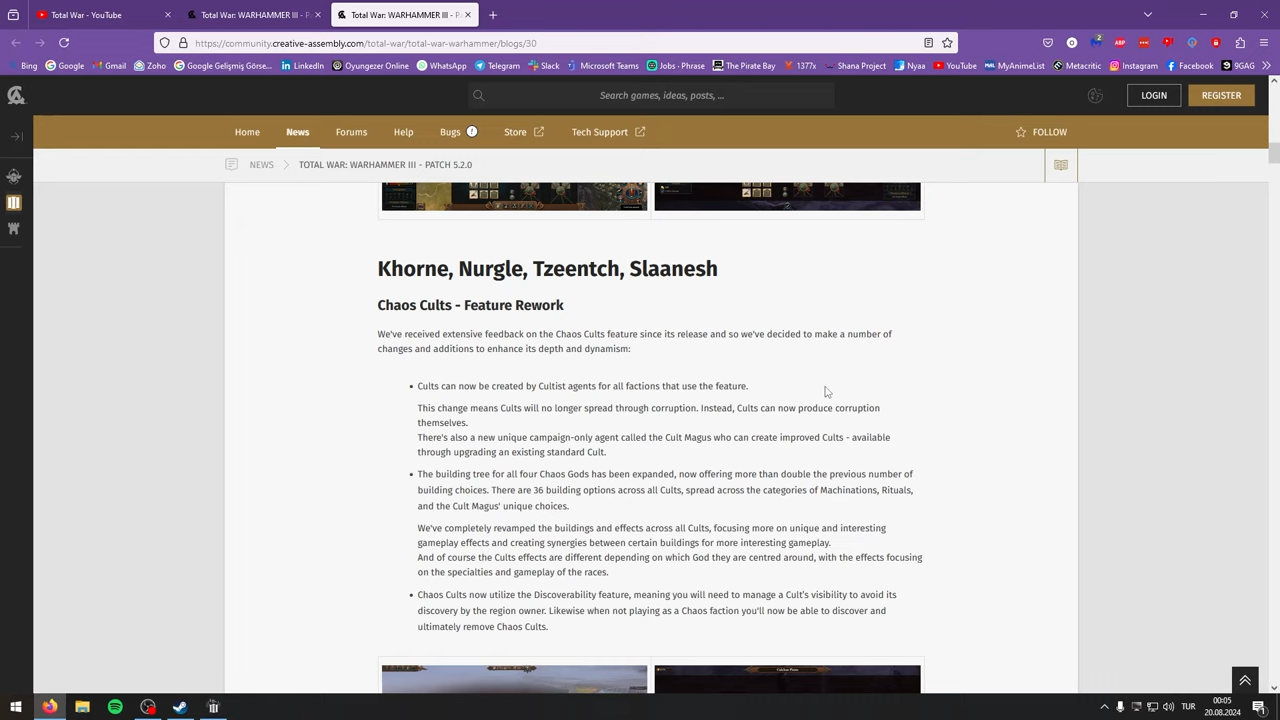 Total War - YouTube
Total War: WARHAMMER III - P
Total War: WARHAMMER III - P
https://community.creative-assembly.com/total-war/total-war-warhammer/blogs/30
Bing
Google
Gmail
Zoho
Google Gelişmiş Görse...
LinkedIn
Oyungezer Online
WhatsApp
Telegram
Slack
Microsoft Teams
Jobs · Phrase
The Pirate Bay
1377x
Shana Project
Nyaa
YouTube
MyAnimeList
Metacritic
Instagram
Facebook
9GAG
Search games, ideas, posts, ...
LOGIN
REGISTER
Home
News
Forums
Help
Bugs
Store
Tech Support
FOLLOW
NEWS
TOTAL WAR: WARHAMMER III - PATCH 5.2.0
Khorne, Nurgle, Tzeentch, Slaanesh
Chaos Cults - Feature Rework
We've received extensive feedback on the Chaos Cults feature since its release and so we've decided to make a number of
changes and additions to enhance its depth and dynamism:
• Cults can now be created by Cultist agents for all factions that use the feature.
This change means Cults will no longer spread through corruption. Instead, Cults can now produce corruption
themselves.
There's also a new unique campaign-only agent called the Cult Magus who can create improved Cults - available
through upgrading an existing standard Cult.
• The building tree for all four Chaos Gods has been expanded, now offering more than double the previous number of
building choices. There are 36 building options across all Cults, spread across the categories of Machinations, Rituals,
and the Cult Magus' unique choices.
We've completely revamped the buildings and effects across all Cults, focusing more on unique and interesting
gameplay effects and creating synergies between certain buildings for more interesting gameplay.
And of course the Cults effects are different depending on which God they are centred around, with the effects focusing
on the specialties and gameplay of the races.
• Chaos Cults now utilize the Discoverability feature, meaning you will need to manage a Cult's visibility to avoid its
discovery by the region owner. Likewise when not playing as a Chaos faction you'll now be able to discover and
ultimately remove Chaos Cults.
TUR
00:05
20.08.2024